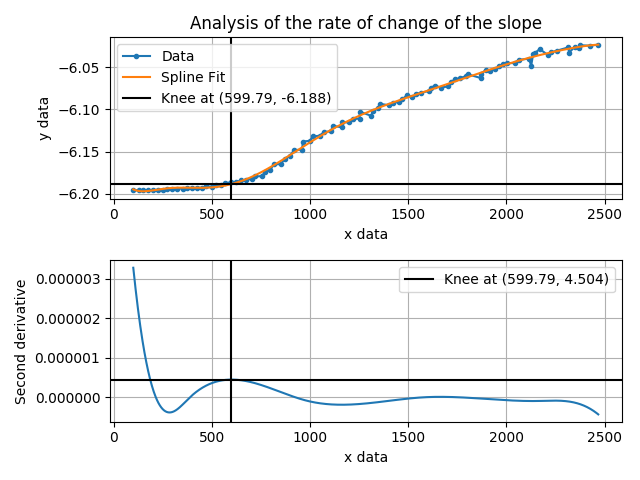 Analysis of the rate of change of the slope
Data
Spline Fit
Knee at (599.79, -6.188)
y data
−6.05
−6.10
−6.15
−6.20
0
500
1000
1500
2000
2500
x data
Knee at (599.79, 4.504)
Second derivative
0.000003
0.000002
0.000001
0.000000
0
500
1000
1500
2000
2500
x data